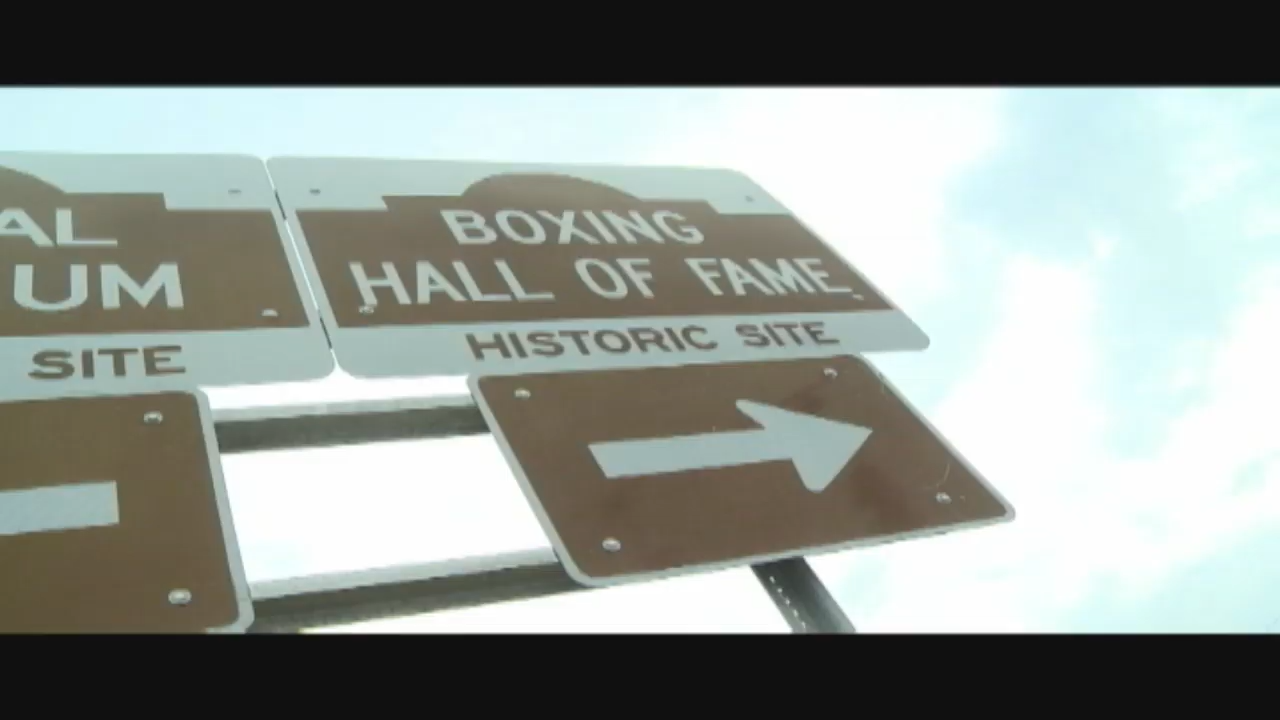 AL
UM
SITE
BOXING
HALL OF FAME
HISTORIC SITE